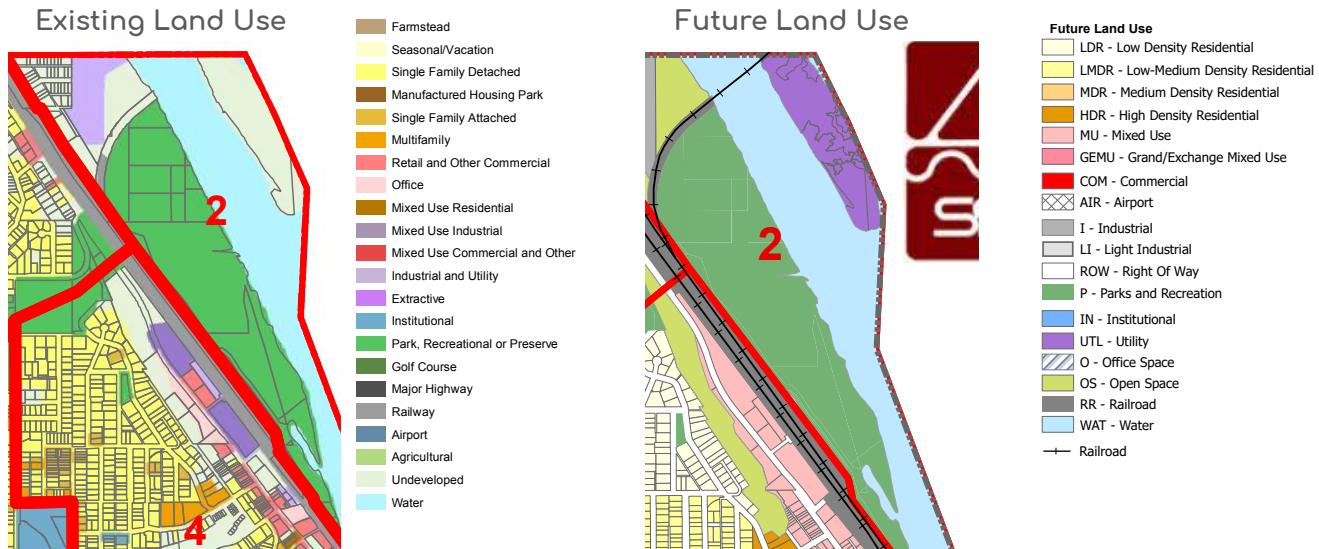 Existing Land Use
2
4
Farmstead
Seasonal/Vacation
Single Family Detached
Manufactured Housing Park
Single Family Attached
Multifamily
Retail and Other Commercial
Office
Mixed Use Residential
Mixed Use Industrial
Mixed Use Commercial and Other
Industrial and Utility
Extractive
Institutional
Park, Recreational or Preserve
Golf Course
Major Highway
Railway
Airport
Agricultural
Undeveloped
Water
Future Land Use
2
S
Future Land Use
LDR - Low Density Residential
LMDR - Low-Medium Density Residential
MDR - Medium Density Residential
HDR - High Density Residential
MU - Mixed Use
GEMU - Grand/Exchange Mixed Use
COM - Commercial
AIR - Airport
I - Industrial
LI - Light Industrial
ROW - Right Of Way
P - Parks and Recreation
IN - Institutional
UTL - Utility
O - Office Space
OS - Open Space
RR - Railroad
WAT - Water
Railroad